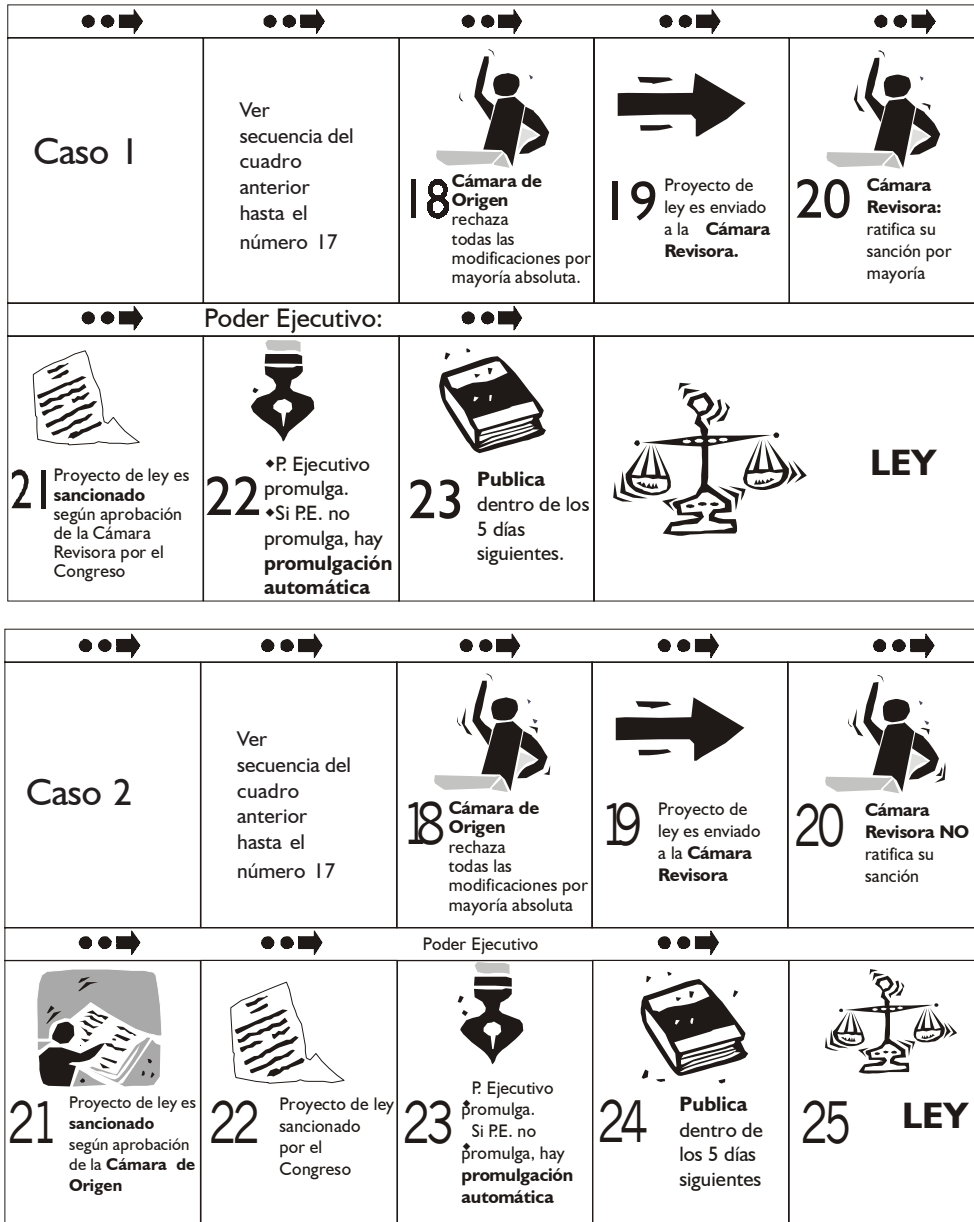 Caso 1
Ver
secuencia del
cuadro
anterior
hasta el
número 17
18
Cámara de
Origen
rechaza
todas las
modificaciones por
mayoría absoluta.
19
Proyecto de
ley es enviado
a la Cámara
Revisora.
20
Cámara
Revisora:
ratifica su
sanción por
mayoría
Poder Ejecutivo:
21
Proyecto de ley es
sancionado
según aprobación
de la Cámara
Revisora por el
Congreso
22
P. Ejecutivo
promulga.
Si P.E. no
promulga, hay
promulgación
automática
23
Publica
dentro de los
5 días
siguientes.
LEY
Caso 2
Ver
secuencia del
cuadro
anterior
hasta el
número 17
18
Cámara de
Origen
rechaza
todas las
modificaciones por
mayoría absoluta
19
Proyecto de
ley es enviado
a la Cámara
Revisora
20
Cámara
Revisora NO
ratifica su
sanción
Poder Ejecutivo
21
Proyecto de ley es
sancionado
según aprobación
de la Cámara de
Origen
22
Proyecto de ley
sancionado
por el
Congreso
23
P. Ejecutivo
promulga.
Si P.E. no
promulga, hay
promulgación
automática
24
Publica
dentro de
los 5 días
siguientes
25
LEY